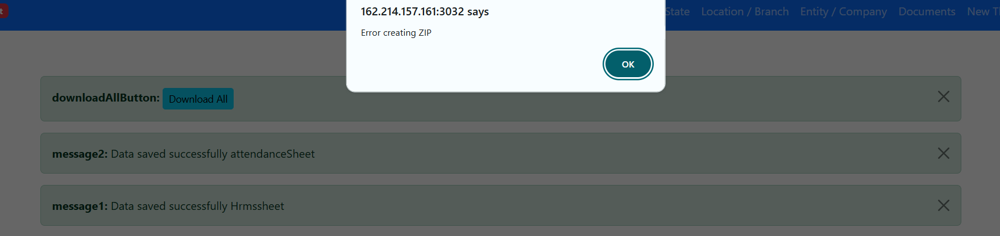 t
162.214.157.161:3032 says
State Location / Branch Entity / Company Documents New T
Error creating ZIP
OK
downloadAllButton: Download All
message2: Data saved successfully attendanceSheet
message1: Data saved successfully Hrmssheet